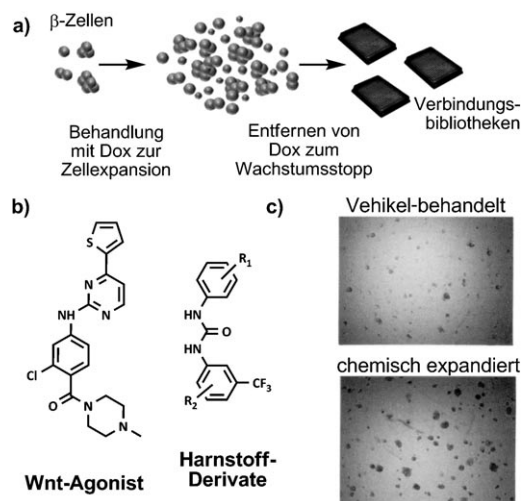 a)
β-Zellen
Behandlung
mit Dox zur
Zellexpansion
Entfernen von
Dox zum
Wachstumsstopp
Verbindungs-
bibliotheken
b)
S
N
N
NH
Cl
O
N
N
Wnt-Agonist
R1
HN
O
NH
CF3
R2
Harnstoff-
Derivate
c)
Vehikel-behandelt
chemisch expandiert